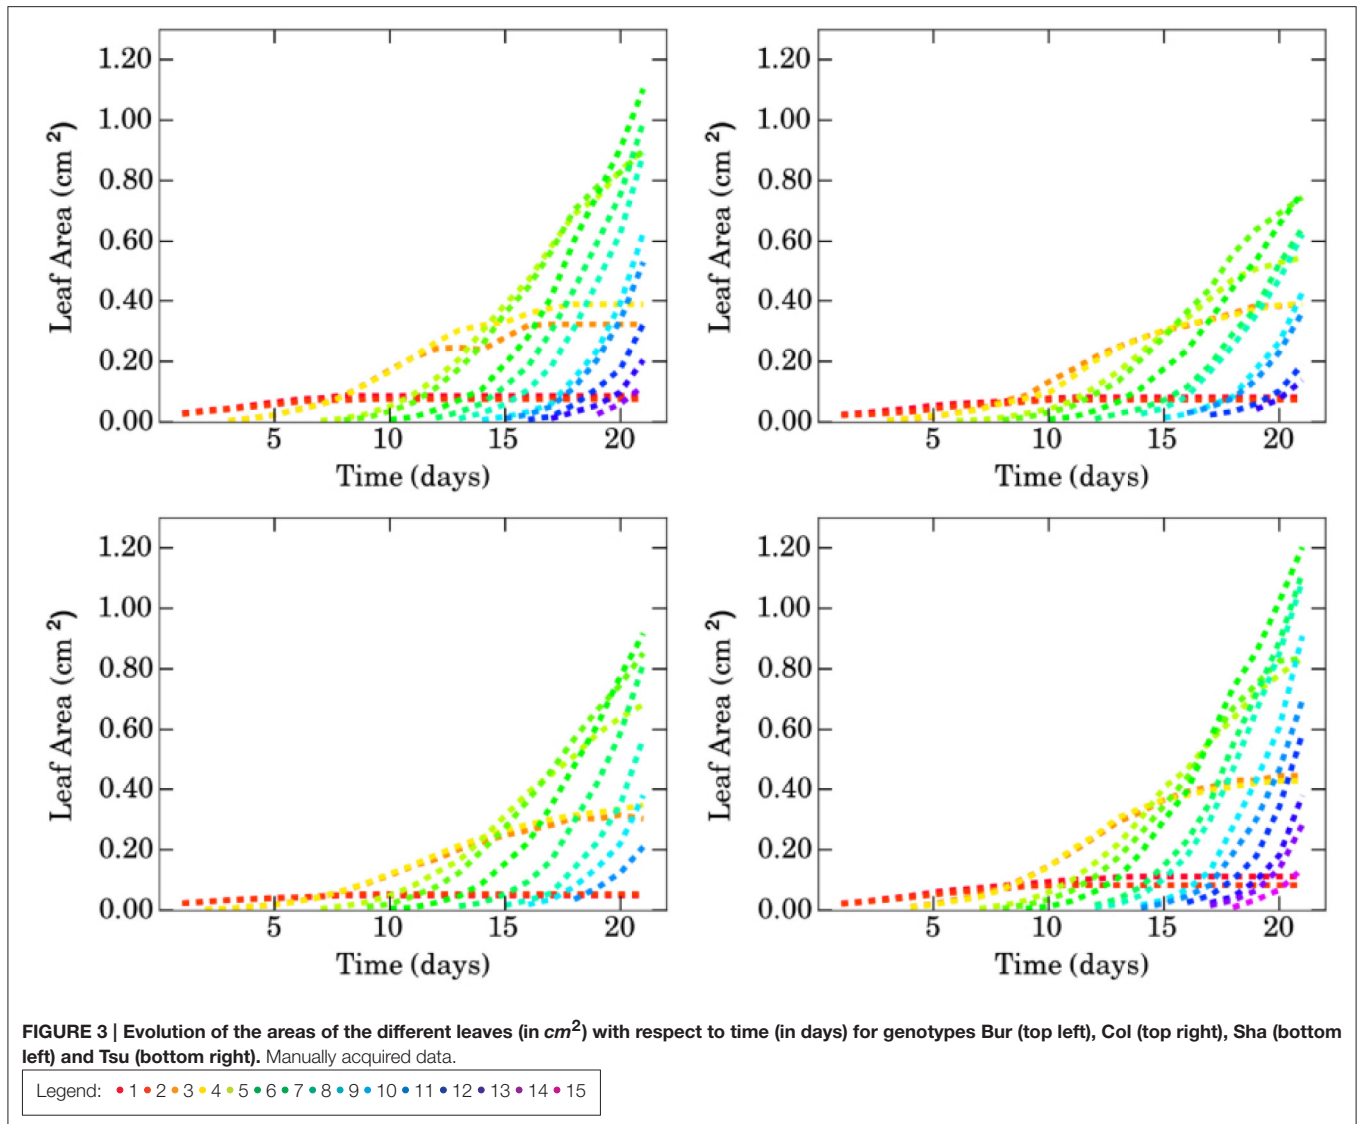 1.20
1.00
0.80
0.60
0.40
0.20
0.00
5 10 15 20
Leaf Area (cm 2)
Time (days)
1.20
1.00
0.80
0.60
0.40
0.20
0.00
5 10 15 20
Leaf Area (cm 2)
Time (days)
1.20
1.00
0.80
0.60
0.40
0.20
0.00
5 10 15 20
Leaf Area (cm 2)
Time (days)
1.20
1.00
0.80
0.60
0.40
0.20
0.00
5 10 15 20
Leaf Area (cm 2)
Time (days)
FIGURE 3 | Evolution of the areas of the different leaves (in cm2) with respect to time (in days) for genotypes Bur (top left), Col (top right), Sha (bottom
left) and Tsu (bottom right). Manually acquired data.
Legend: • 1 • 2 • 3 • 4 • 5 • 6 • 7 • 8 • 9 • 10 • 11 • 12 • 13 • 14 • 15